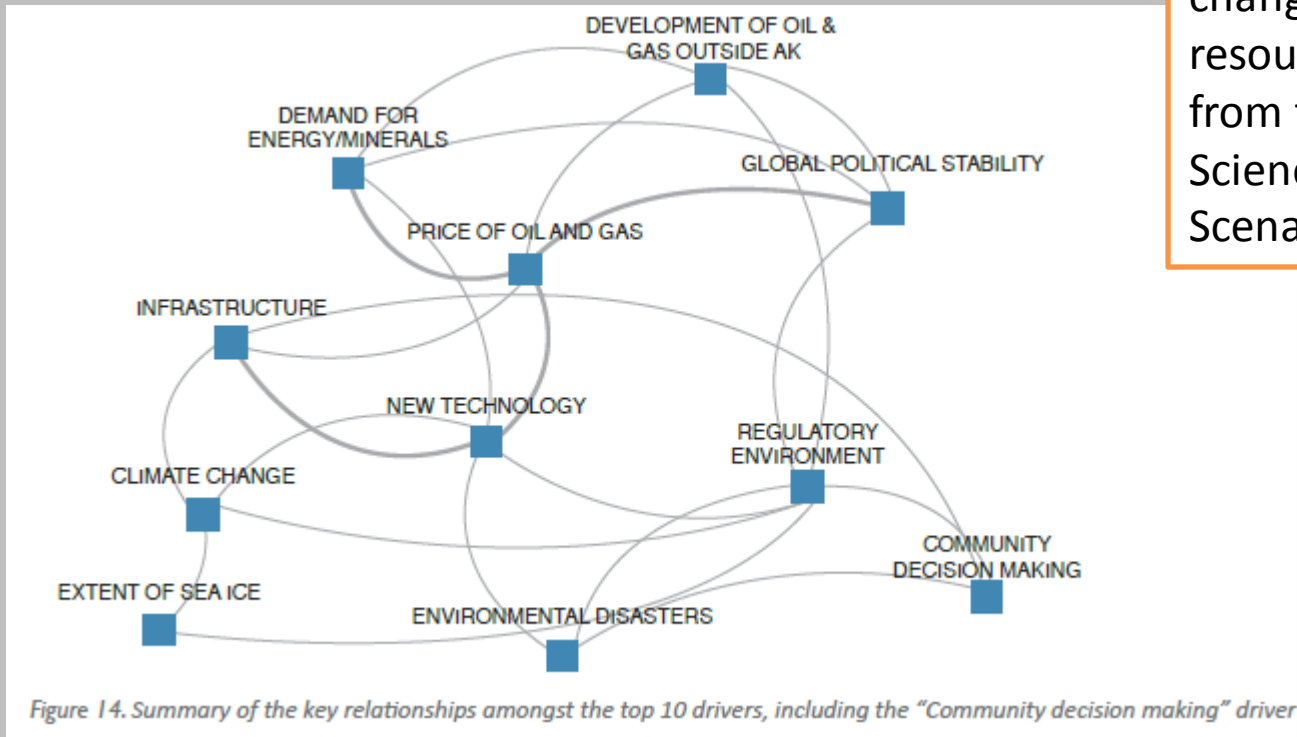 DEVELOPMENT OF OIL &
GAS OUTSIDE AK
DEMAND FOR
ENERGY/MINERALS
GLOBAL POLITICAL STABILITY
PRICE OF OIL AND GAS
INFRASTRUCTURE
NEW TECHNOLOGY
REGULATORY
ENVIRONMENT
CLIMATE CHANGE
COMMUNITY
DECISION MAKING
EXTENT OF SEA ICE
ENVIRONMENTAL DISASTERS
Figure 14. Summary of the key relationships amongst the top 10 drivers, including the “Community decision making” driver
chang
resou
from
Scien
Scena